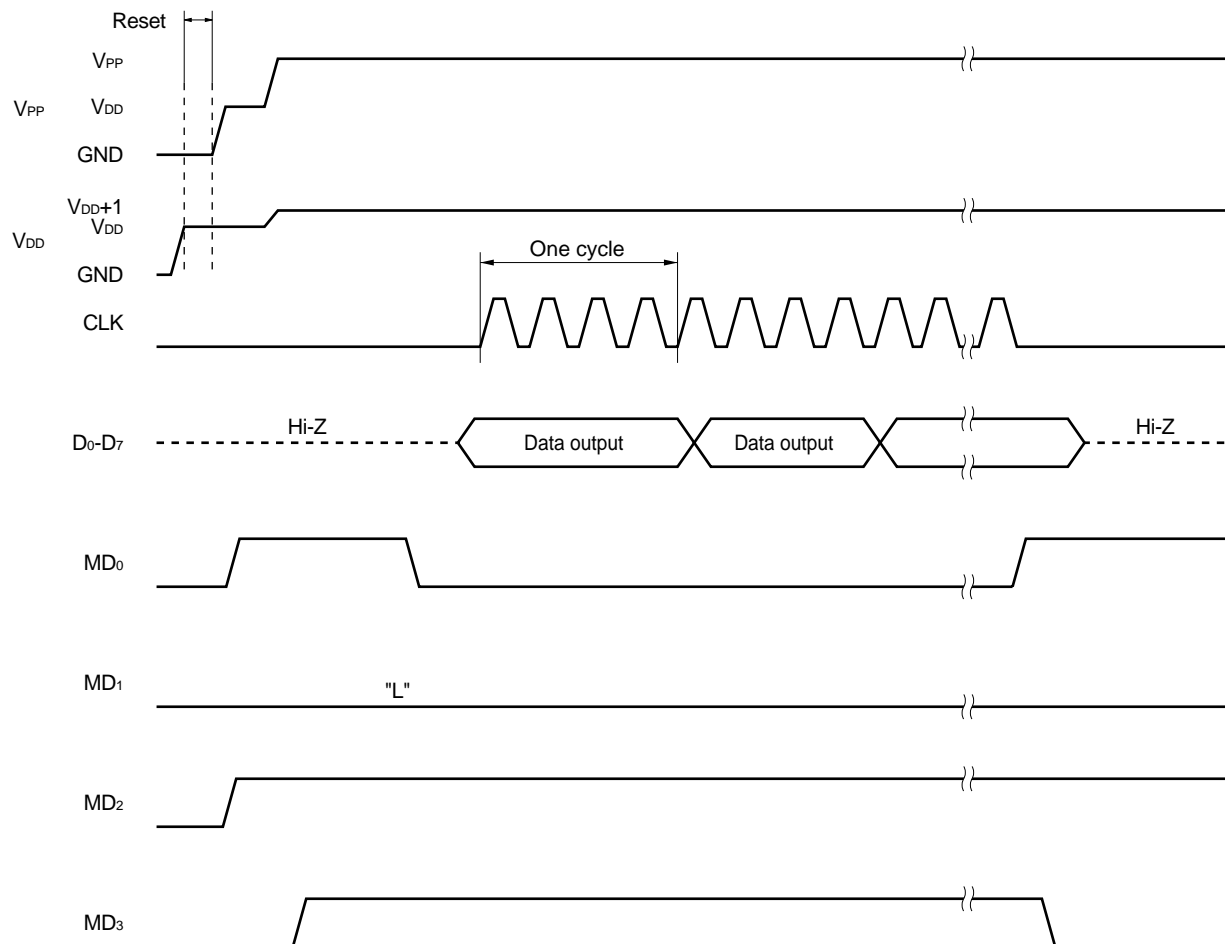 Reset
VPP
VPP VDD
GND
VDD+1
VDD
VDD
GND
One cycle
CLK
Hi-Z
D0-D7
Data output Data output
Hi-Z
MD0
MD1
"L"
MD2
MD3